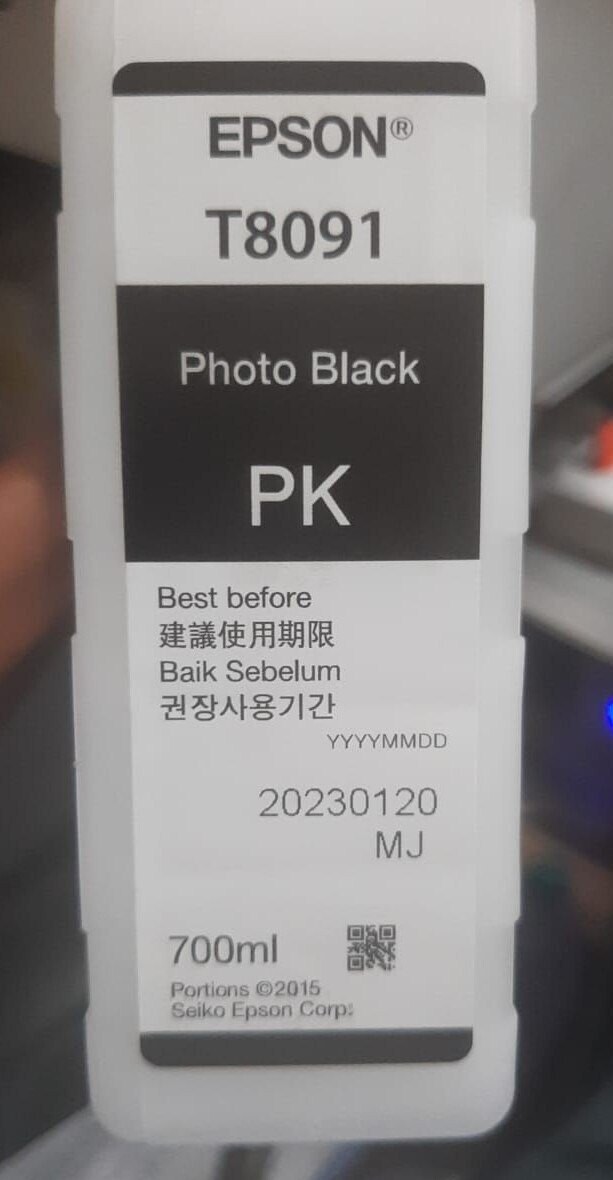 EPSON®
T8091
Photo Black
PK
Best before
建議使用期限
Baik Sebelum
권장사용기간
YYYYMMDD
20230120
MJ
700ml
Portions ©2015
Seiko Epson Corp.